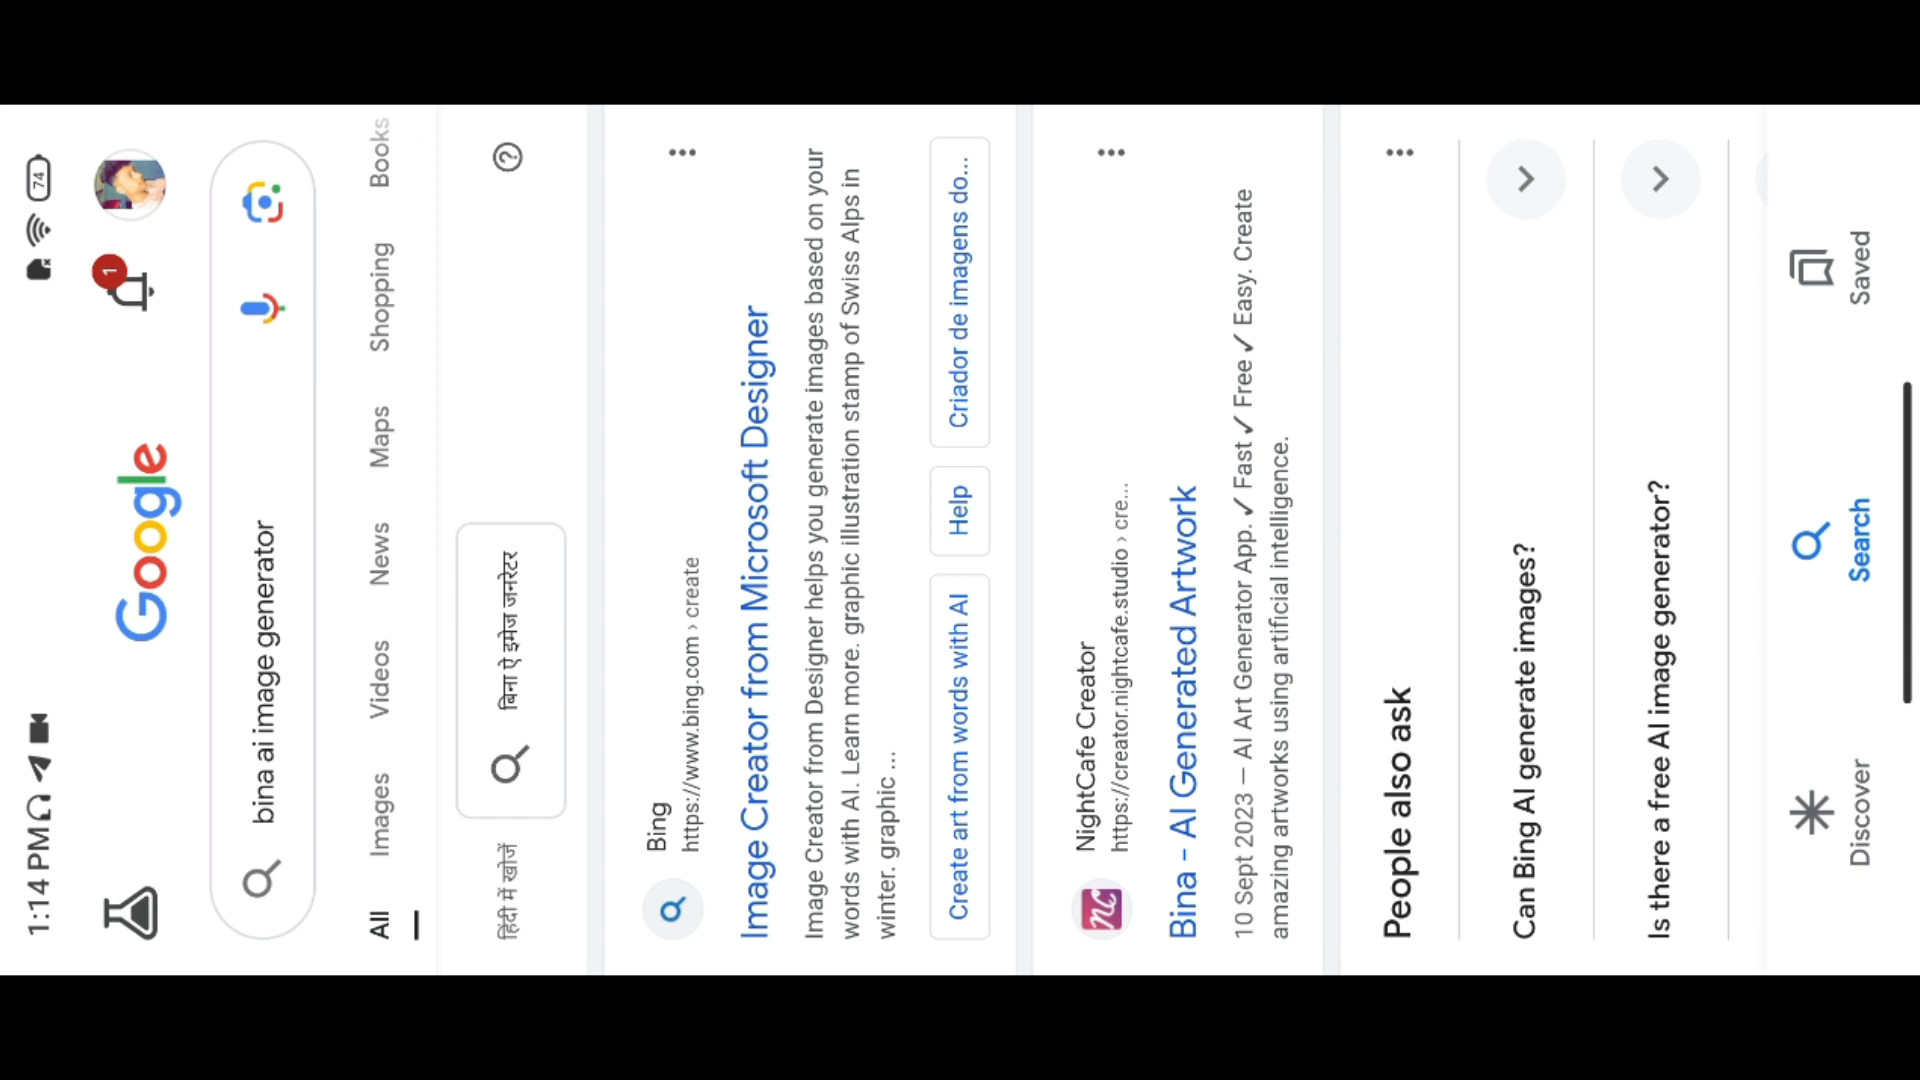 1:14 PM
74
1
Google
bina ai image generator
All Images Videos News Maps Shopping Books
हिंदी में खोजें
बिना ऐ इमेज जनरेटर
Bing
https://www.bing.com › create
Image Creator from Microsoft Designer
Image Creator from Designer helps you generate images based on your
words with AI. Learn more. graphic illustration stamp of Swiss Alps in
winter. graphic ...
Create art from words with AI
Help
Criador de imagens do...
NC
NightCafe Creator
https://creator.nightcafe.studio › cre...
Bina - AI Generated Artwork
10 Sept 2023 — AI Art Generator App. ✓ Fast ✓ Free ✓ Easy. Create
amazing artworks using artificial intelligence.
People also ask
Can Bing AI generate images?
Is there a free AI image generator?
Discover
Search
Saved